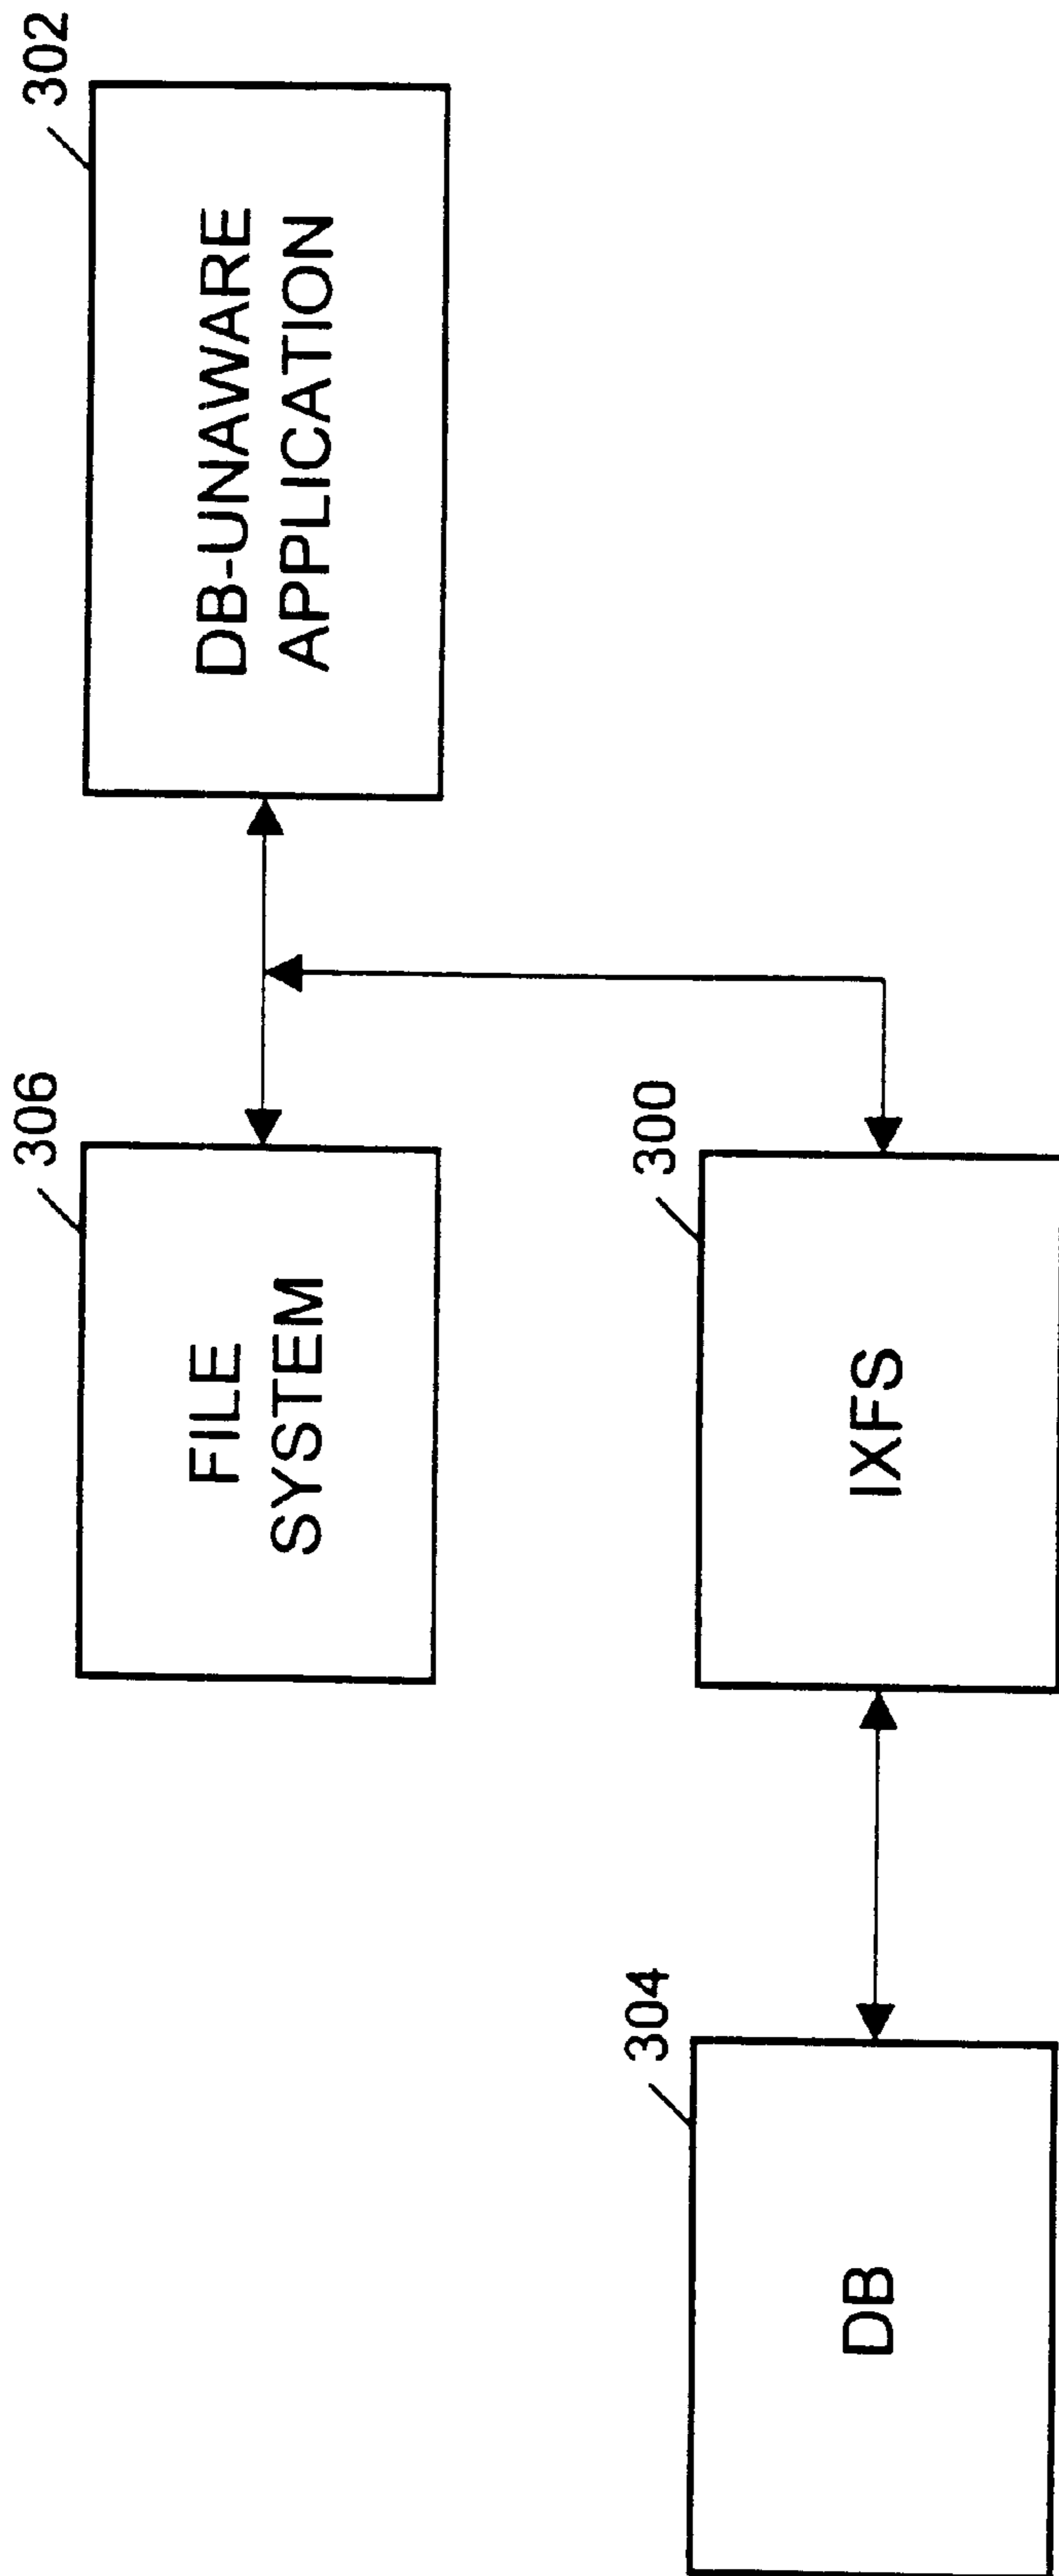 306
FILE
SYSTEM
302
DB-UNAWARE
APPLICATION
304
DB
300
IXFS